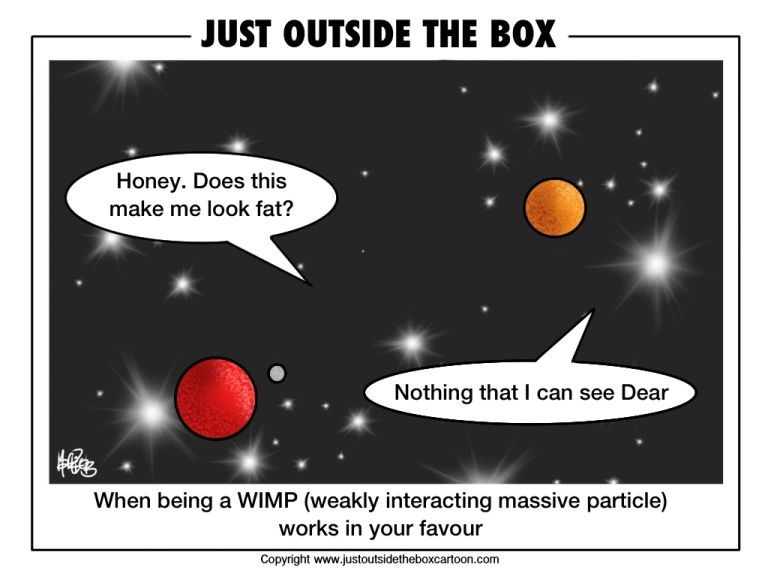 JUST OUTSIDE THE BOX
Honey. Does this
make me look fat?
Nothing that I can see Dear
When being a WIMP (weakly interacting massive particle)
works in your favour
Copyright www.justoutsidetheboxcartoon.com